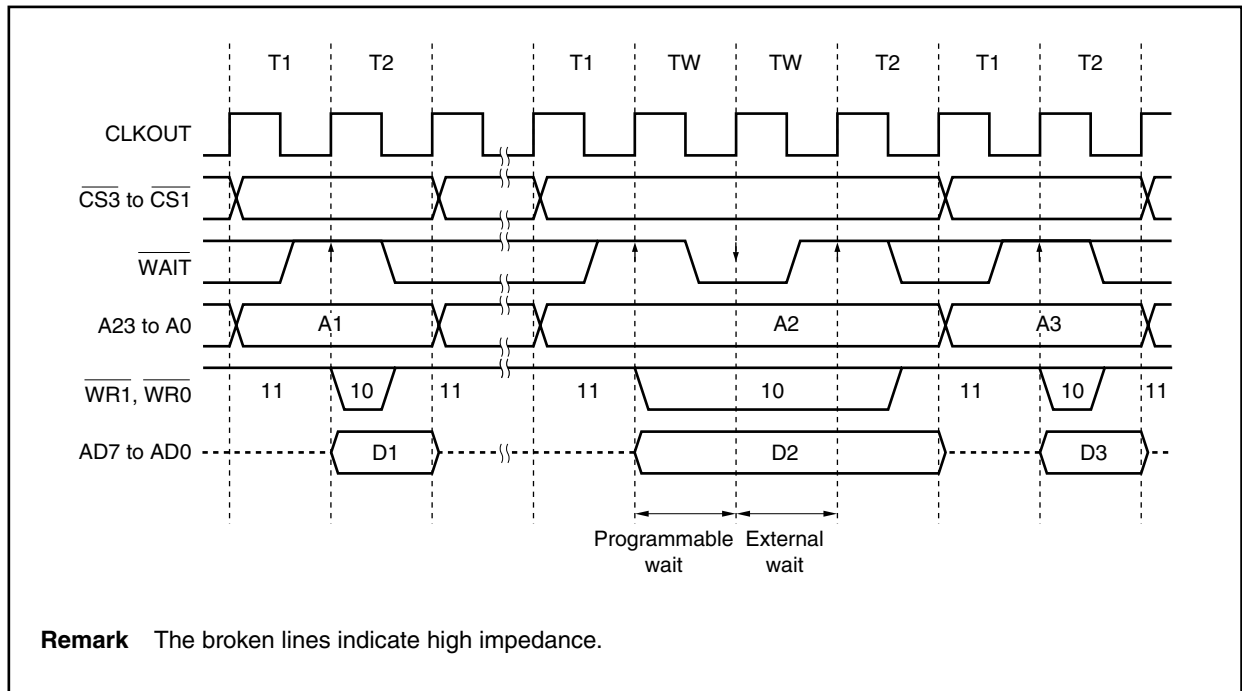 T1 T2 T1 TW TW T2 T1 T2
CLKOUT
CS3 to CS1
WAIT
A23 to A0 A1 A2 A3
WR1, WR0 11 10 11 11 10 11 10 11
AD7 to AD0 D1 D2 D3
Programmable wait
External wait
Remark The broken lines indicate high impedance.